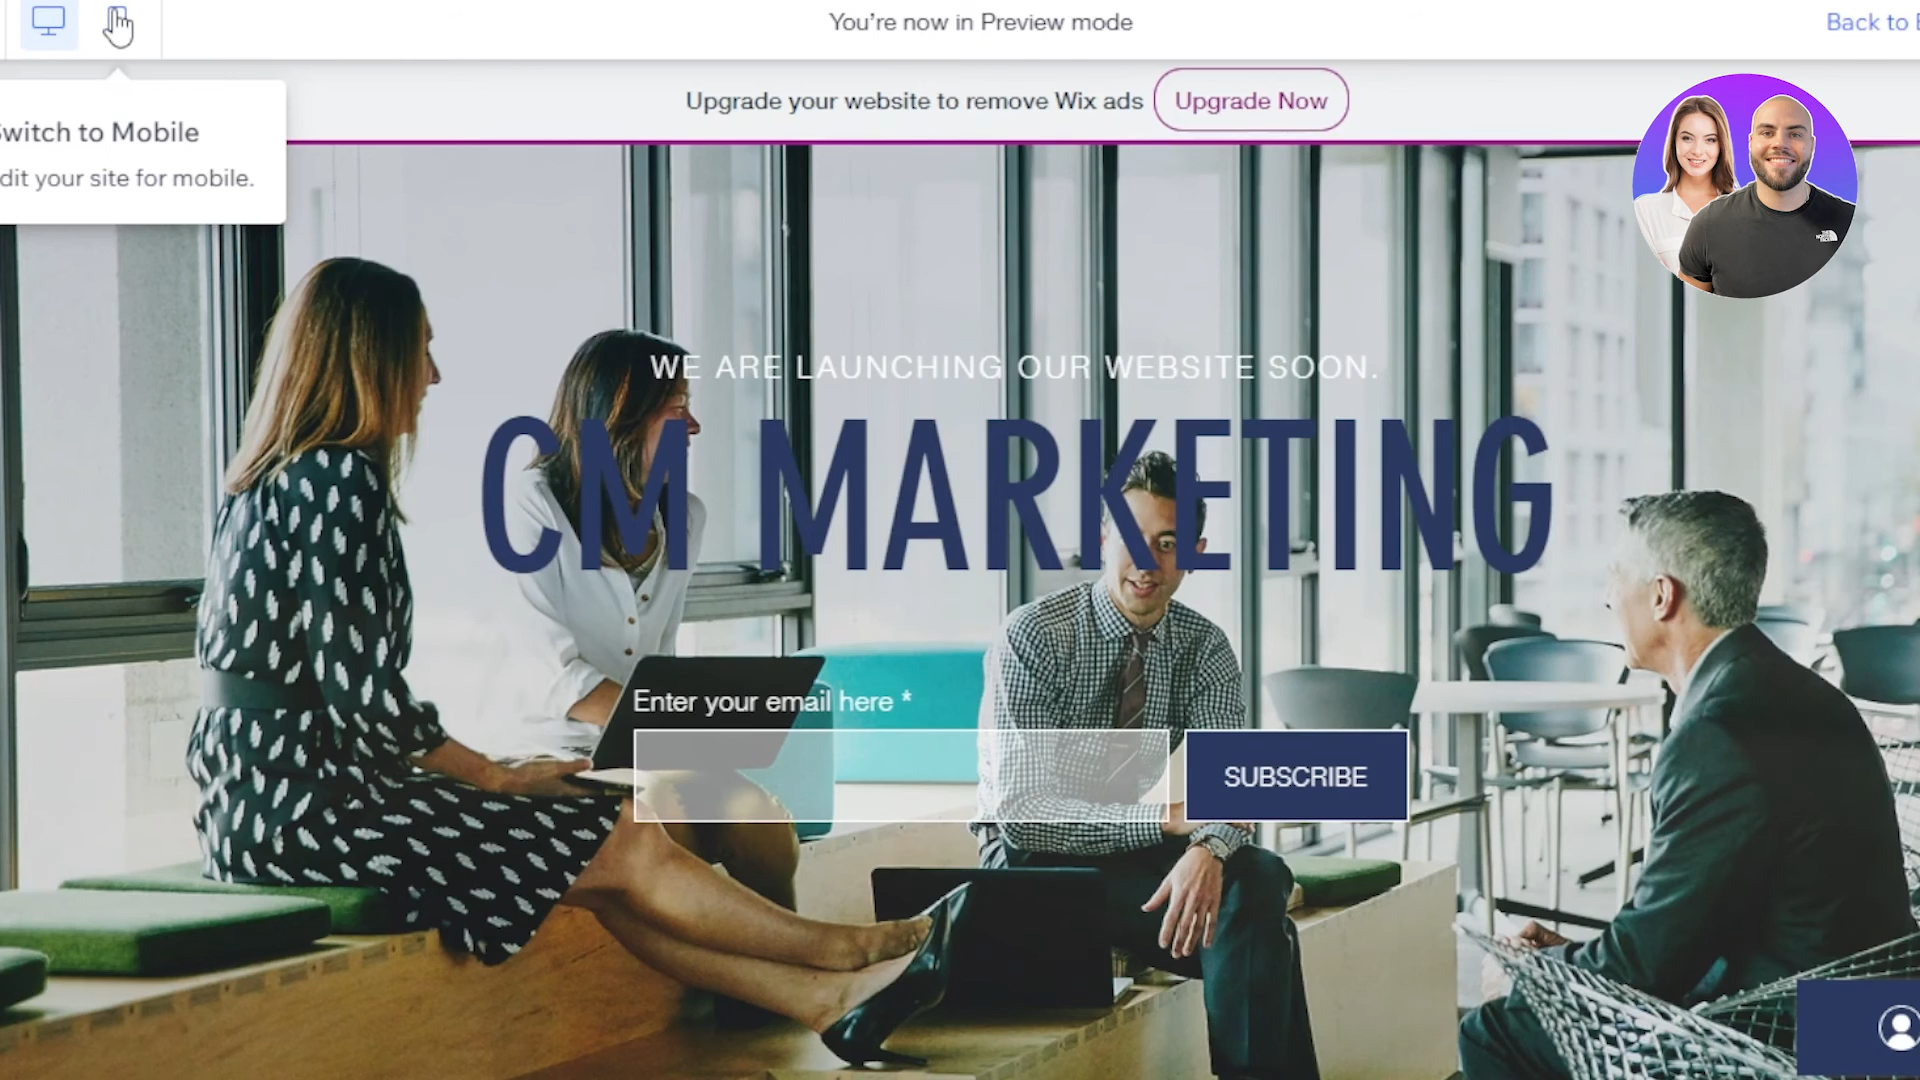 You're now in Preview mode
Back to
Upgrade your website to remove Wix ads
Upgrade Now
Switch to Mobile
dit your site for mobile.
WE ARE LAUNCHING OUR WEBSITE SOON.
CM MARKETING
Enter your email here *
SUBSCRIBE